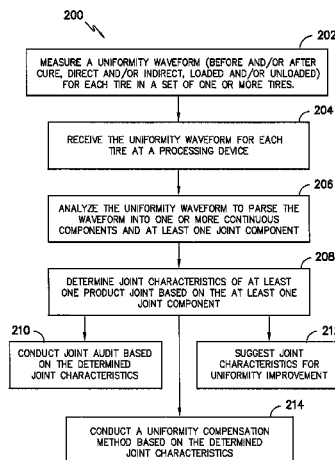 200
202
MEASURE A UNIFORMITY WAVEFORM (BEFORE AND/OR AFTER
CURE, DIRECT AND/OR INDIRECT, LOADED AND/OR UNLOADED)
FOR EACH TIRE IN A SET OF ONE OR MORE TIRES.
204
RECEIVE THE UNIFORMITY WAVEFORM FOR EACH
TIRE AT A PROCESSING DEVICE
206
ANALYZE THE UNIFORMITY WAVEFORM TO PARSE THE
WAVEFORM INTO ONE OR MORE CONTINUOUS
COMPONENTS AND AT LEAST ONE JOINT COMPONENT
208
DETERMINE JOINT CHARACTERISTICS OF AT LEAST
ONE PRODUCT JOINT BASED ON THE AT LEAST ONE
JOINT COMPONENT
210
CONDUCT JOINT AUDIT BASED
ON THE DETERMINED
JOINT CHARACTERISTICS
212
SUGGEST JOINT
CHARACTERISTICS FOR
UNIFORMITY IMPROVEMENT
214
CONDUCT A UNIFORMITY COMPENSATION
METHOD BASED ON THE DETERMINED
JOINT CHARACTERISTICS